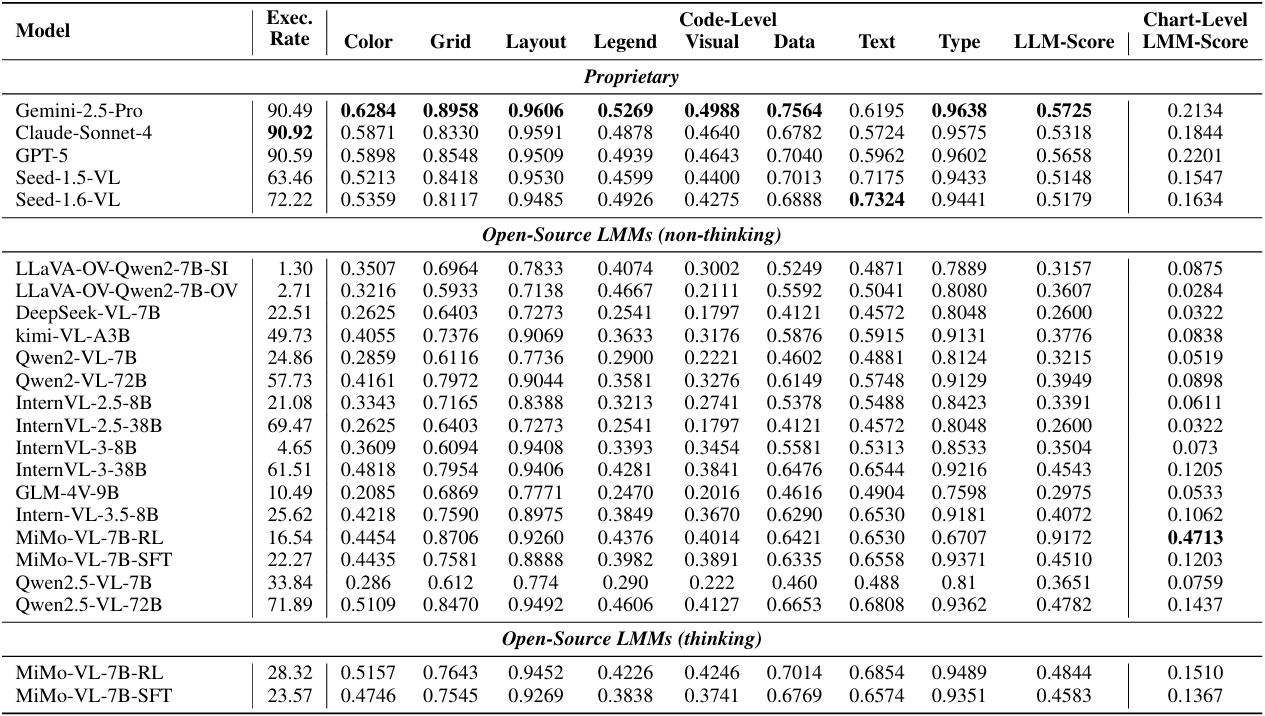 Model Exec. Rate Code-Level Chart-Level LMM-Score
Color Grid Layout Legend Visual Data Text Type LLM-Score
Proprietary
Gemini-2.5-Pro 90.49 0.6284 0.8958 0.9606 0.5269 0.4988 0.7564 0.6195 0.9638 0.5725 0.2134
Claude-Sonnet-4 90.92 0.5871 0.8330 0.9591 0.4878 0.4640 0.6782 0.5724 0.9575 0.5318 0.1844
GPT-5 90.59 0.5898 0.8548 0.9509 0.4939 0.4643 0.7040 0.5962 0.9602 0.5658 0.2201
Seed-1.5-VL 63.46 0.5213 0.8418 0.9530 0.4599 0.4400 0.7013 0.7175 0.9433 0.5148 0.1547
Seed-1.6-VL 72.22 0.5359 0.8117 0.9485 0.4926 0.4275 0.6888 0.7324 0.9441 0.5179 0.1634
Open-Source LMMs (non-thinking)
LLaVA-OV-Qwen2-7B-SI 1.30 0.3507 0.6964 0.7833 0.4074 0.3002 0.5249 0.4871 0.7889 0.3157 0.0875
LLaVA-OV-Qwen2-7B-OV 2.71 0.3216 0.5933 0.7138 0.4667 0.2111 0.5592 0.5041 0.8080 0.3607 0.0284
DeepSeek-VL-7B 22.51 0.2625 0.6403 0.7273 0.2541 0.1797 0.4121 0.4572 0.8048 0.2600 0.0322
kimi-VL-A3B 49.73 0.4055 0.7376 0.9069 0.3633 0.3176 0.5876 0.5915 0.9131 0.3776 0.0838
Qwen2-VL-7B 24.86 0.2859 0.6116 0.7736 0.2900 0.2221 0.4602 0.4881 0.8124 0.3215 0.0519
Qwen2-VL-72B 57.73 0.4161 0.7972 0.9044 0.3581 0.3276 0.6149 0.5748 0.9129 0.3949 0.0898
InternVL-2.5-8B 21.08 0.3343 0.7165 0.8388 0.3213 0.2741 0.5378 0.5488 0.8423 0.3391 0.0611
InternVL-2.5-38B 69.47 0.2625 0.6403 0.7273 0.2541 0.1797 0.4121 0.4572 0.8048 0.2600 0.0322
InternVL-3-8B 4.65 0.3609 0.6094 0.9408 0.3393 0.3454 0.5581 0.5313 0.8533 0.3504 0.073
InternVL-3-38B 61.51 0.4818 0.7954 0.9406 0.4281 0.3841 0.6476 0.6544 0.9216 0.4543 0.1205
GLM-4V-9B 10.49 0.2085 0.6869 0.7771 0.2470 0.2016 0.4616 0.4904 0.7598 0.2975 0.0533
Intern-VL-3.5-8B 25.62 0.4218 0.7590 0.8975 0.3849 0.3670 0.6290 0.6530 0.9181 0.4072 0.1062
MiMo-VL-7B-RL 16.54 0.4454 0.8706 0.9260 0.4376 0.4014 0.6421 0.6530 0.6707 0.9172 0.4713
MiMo-VL-7B-SFT 22.27 0.4435 0.7581 0.8888 0.3982 0.3891 0.6335 0.6558 0.9371 0.4510 0.1203
Qwen2.5-VL-7B 33.84 0.286 0.612 0.774 0.290 0.222 0.460 0.488 0.81 0.3651 0.0759
Qwen2.5-VL-72B 71.89 0.5109 0.8470 0.9492 0.4606 0.4127 0.6653 0.6808 0.9362 0.4782 0.1437
Open-Source LMMs (thinking)
MiMo-VL-7B-RL 28.32 0.5157 0.7643 0.9452 0.4226 0.4246 0.7014 0.6854 0.9489 0.4844 0.1510
MiMo-VL-7B-SFT 23.57 0.4746 0.7545 0.9269 0.3838 0.3741 0.6769 0.6574 0.9351 0.4583 0.1367